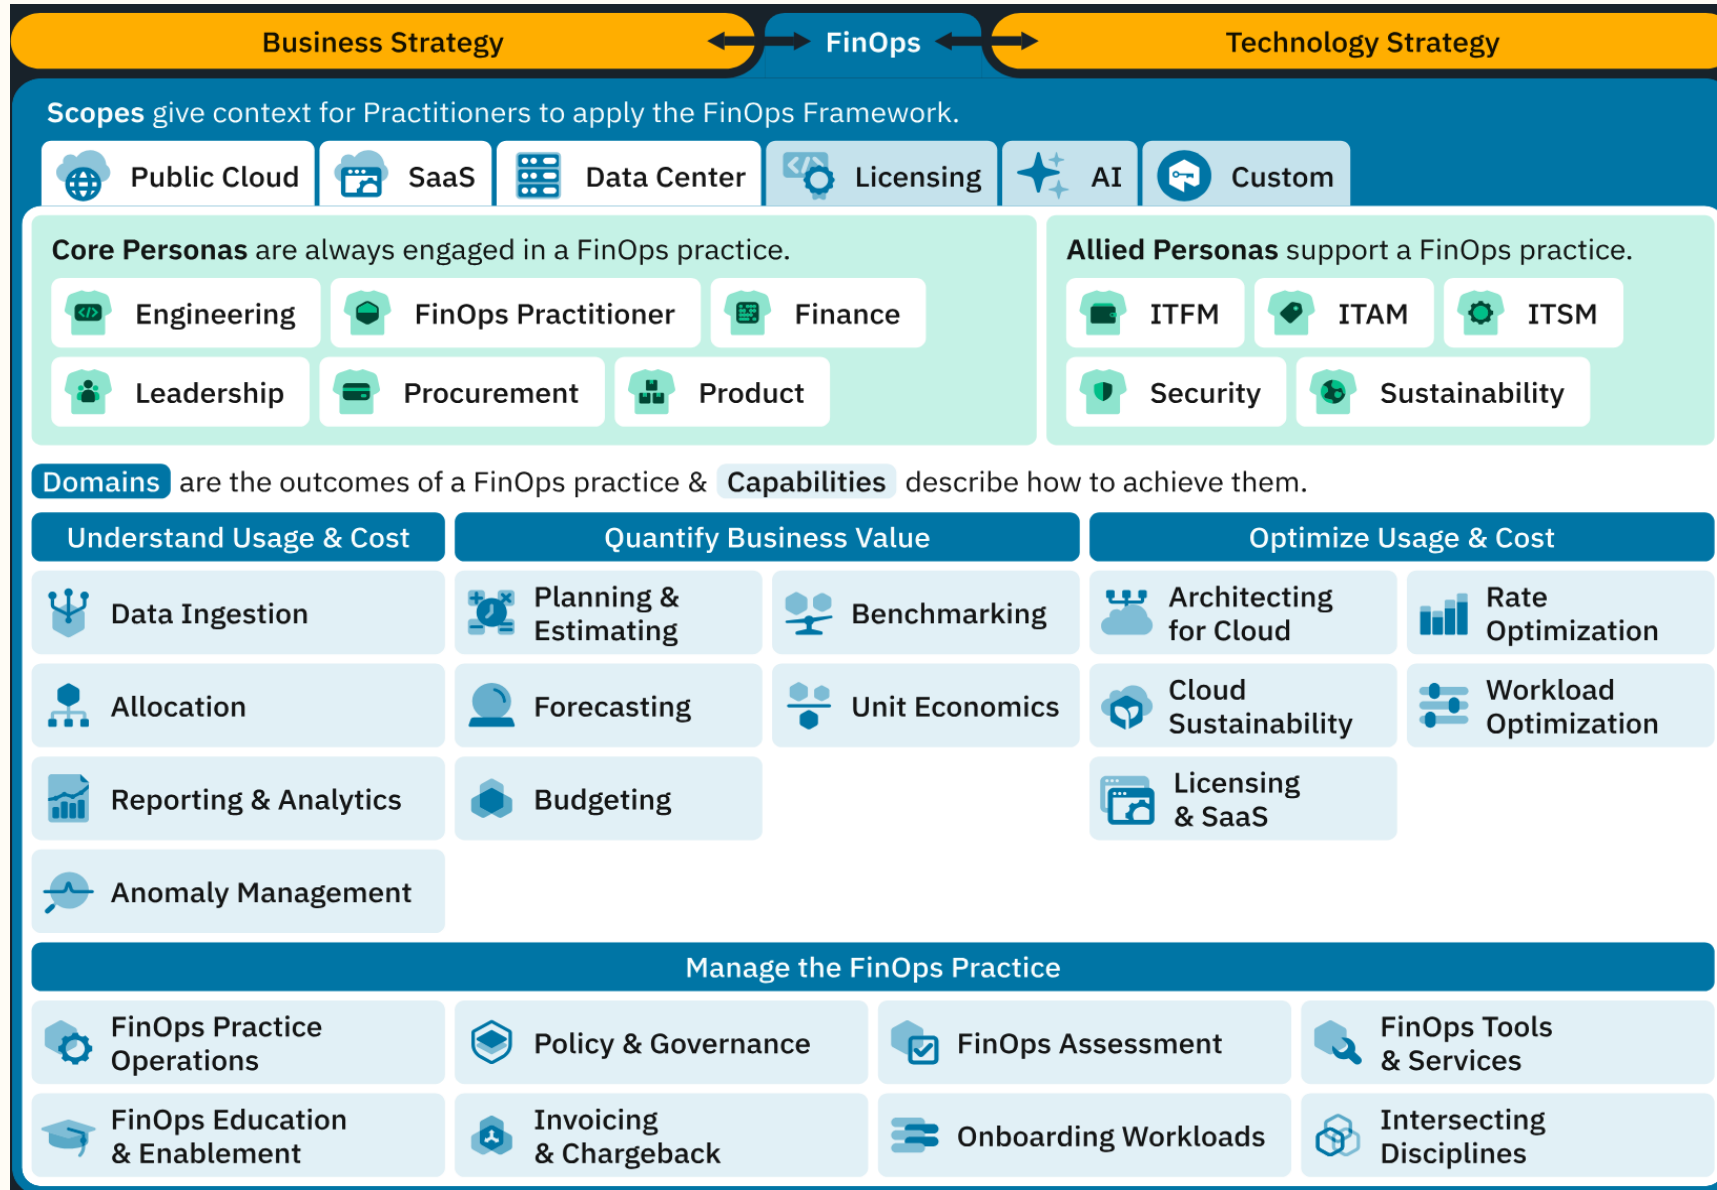 Business Strategy
FinOps
Technology Strategy
Scopes give context for Practitioners to apply the FinOps Framework.
Public Cloud
SaaS
Data Center
Licensing
AI
Custom
Core Personas are always engaged in a FinOps practice.
Engineering
FinOps Practitioner
Finance
Leadership
Procurement
Product
Allied Personas support a FinOps practice.
ITFM
ITAM
ITSM
Security
Sustainability
Domains are the outcomes of a FinOps practice & Capabilities describe how to achieve them.
Understand Usage & Cost
Data Ingestion
Allocation
Reporting & Analytics
Anomaly Management
Quantify Business Value
Planning &
Estimating
Benchmarking
Forecasting
Unit Economics
Budgeting
Optimize Usage & Cost
Architecting
for Cloud
Rate
Optimization
Cloud
Sustainability
Workload
Optimization
Licensing
& SaaS
Manage the FinOps Practice
FinOps Practice
Operations
Policy & Governance
FinOps Assessment
FinOps Tools
& Services
FinOps Education
& Enablement
Invoicing
& Chargeback
Onboarding Workloads
Intersecting
Disciplines